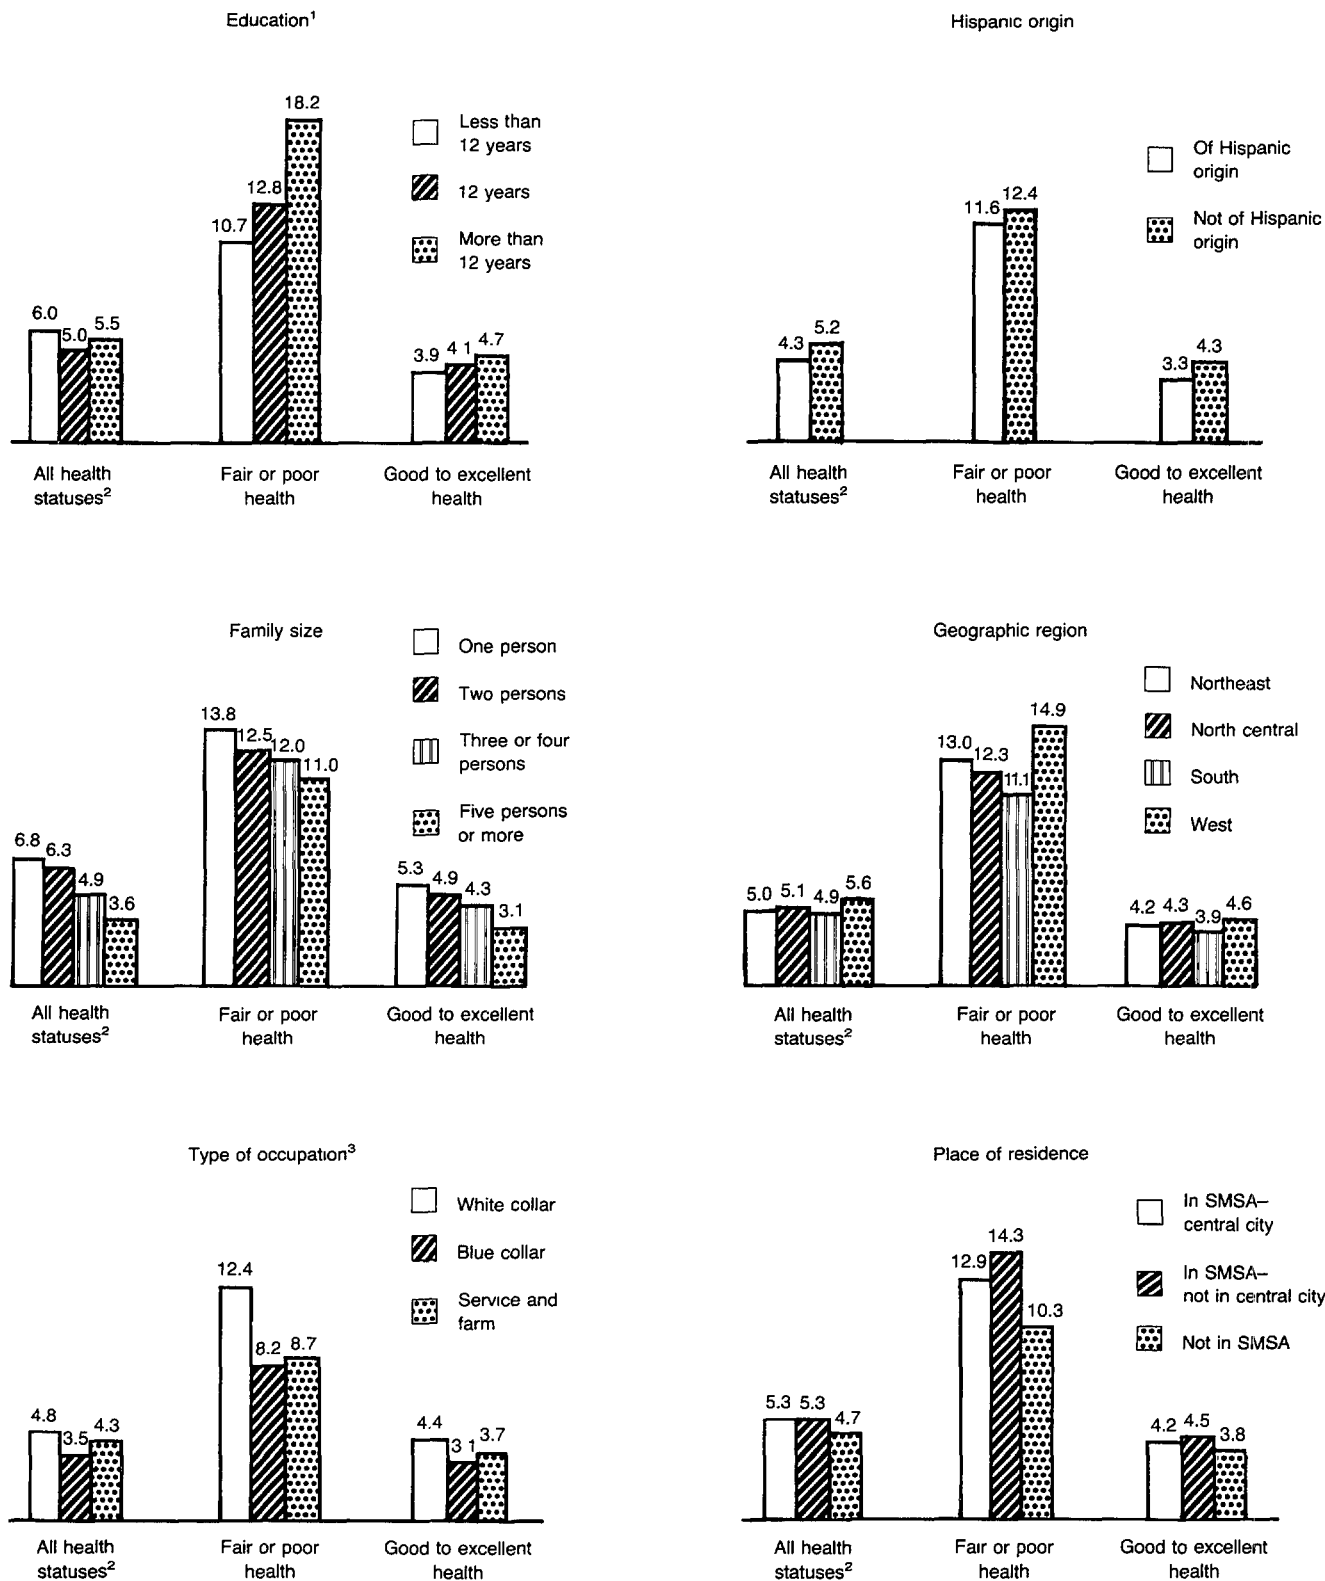 Education¹
18.2
12.8
10.7
6.0
5.0
5.5
3.9
4 1
4.7
Less than
12 years
12 years
More than
12 years
All health
statuses²
Fair or poor
health
Good to excellent
health
Hispanic origin
Of Hispanic
origin
Not of Hispanic
origin
4.3
5.2
11.6
12.4
3.3
4.3
All health
statuses²
Fair or poor
health
Good to excellent
health
Family size
One person
Two persons
Three or four
persons
Five persons
or more
6.8
6.3
4.9
3.6
13.8
12.5
12.0
11.0
5.3
4.9
4.3
3.1
All health
statuses²
Fair or poor
health
Good to excellent
health
Geographic region
Northeast
North central
South
West
5.0
5.1
4.9
5.6
13.0
12.3
11.1
14.9
4.2
4.3
3.9
4.6
All health
statuses²
Fair or poor
health
Good to excellent
health
Type of occupation³
White collar
Blue collar
Service and
farm
4.8
3.5
4.3
12.4
8.2
8.7
4.4
3 1
3.7
All health
statuses²
Fair or poor
health
Good to excellent
health
Place of residence
In SMSA–
central city
In SMSA–
not in central city
Not in SMSA
5.3
5.3
4.7
12.9
14.3
10.3
4.2
4.5
3.8
All health
statuses²
Fair or poor
health
Good to excellent
health